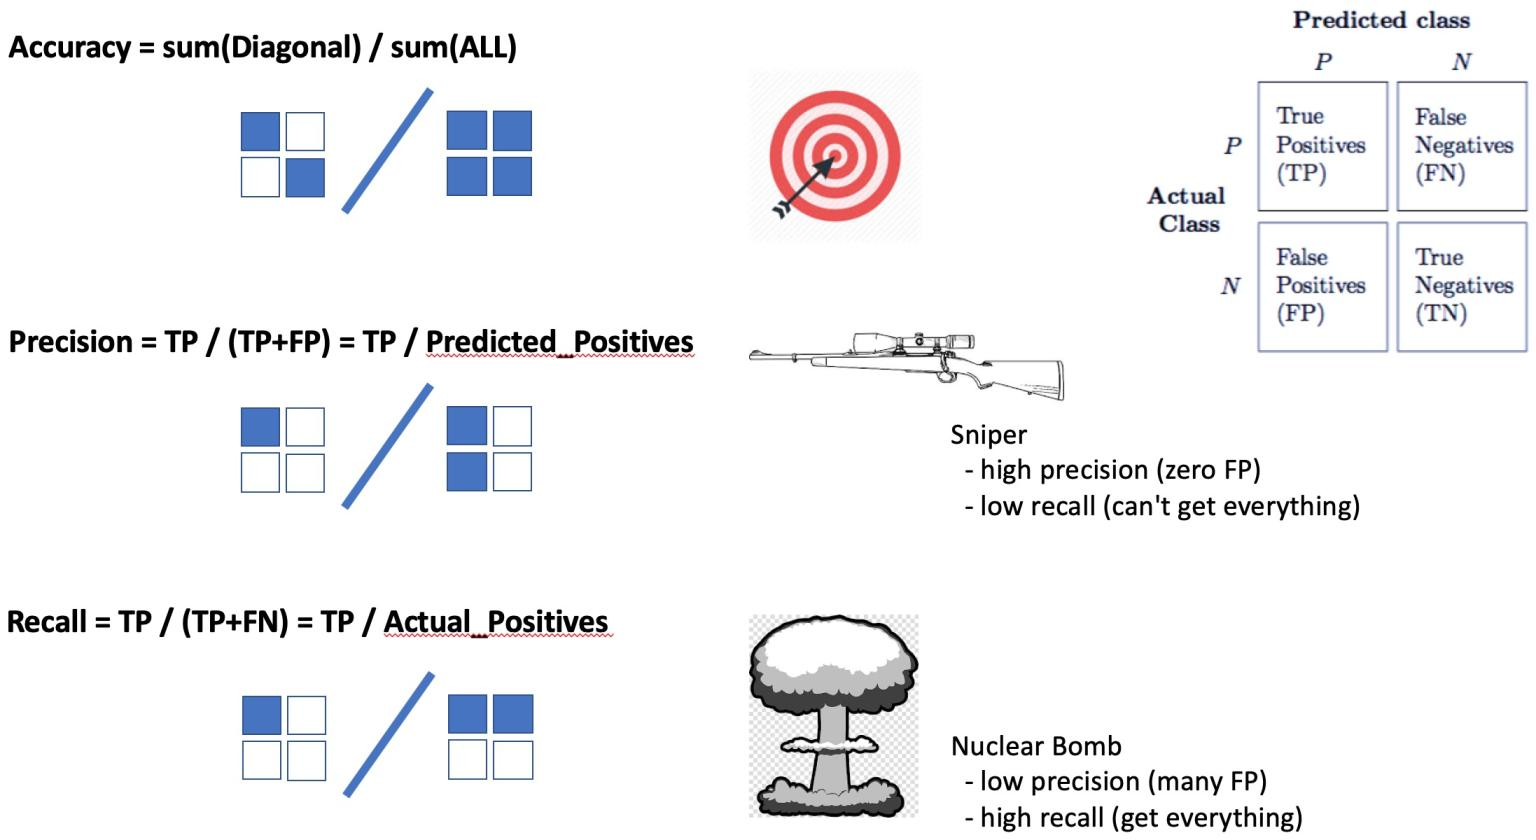 Accuracy = sum(Diagonal) / sum(ALL)
Predicted class
P N
True
Positives
(TP)
False
Negatives
(FN)
P
Actual
Class
N
False
Positives
(FP)
True
Negatives
(TN)
Precision = TP / (TP+FP) = TP / Predicted_Positives
Sniper
- high precision (zero FP)
- low recall (can't get everything)
Recall = TP / (TP+FN) = TP / Actual_Positives
Nuclear Bomb
- low precision (many FP)
- high recall (get everything)